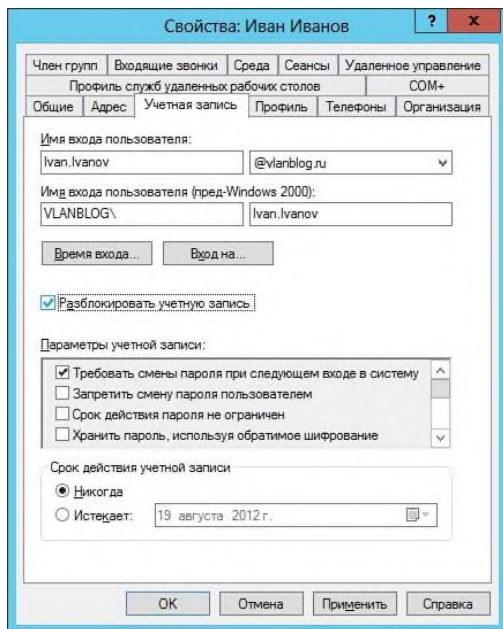 Свойства: Иван Иванов
? x
Член групп Входящие звонки Среда Сеансы Удаленное управление
Профиль служб удаленных рабочих столов COM+
Общие Адрес Учетная запись Профиль Телефоны Организация
Имя входа пользователя:
Ivan.Ivanov @vlanblog.ru
Имя входа пользователя (пред-Windows 2000):
VLANBLOG\ Ivan.Ivanov
Время входа... Вход на...
Разблокировать учетную запись
Параметры учетной записи:
Требовать смены пароля при следующем входе в систему
Запретить смену пароля пользователем
Срок действия пароля не ограничен
Хранить пароль, используя обратимое шифрование
Срок действия учетной записи
Никогда
Истекает: 19 августа 2012 г.
OK Отмена Применить Справка